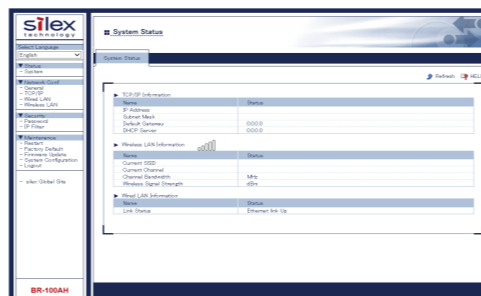 silex
technology
Select Language
English
▼ Status
- System
▼ Network Conf
- General
- TCP/IP
- Wired LAN
- Wireless LAN
▼ Security
- Password
- IP Filter
▼ Maintenance
- Restart
- Factory Default
- Firmware Update
- System Configuration
- Logout
- silex Global Site
BR-100AH
System Status
System Status
Refresh HELP
► TCP/IP Information
Name Status
IP Address
Subnet Mask
Default Gateway 0.0.0.0
DHCP Server 0.0.0.0
► Wireless LAN Information
Name Status
Current SSID
Current Channel
Channel Bandwidth MHz
Wireless Signal Strength dBm
► Wired LAN Information
Name Status
Link Status Ethernet link Up